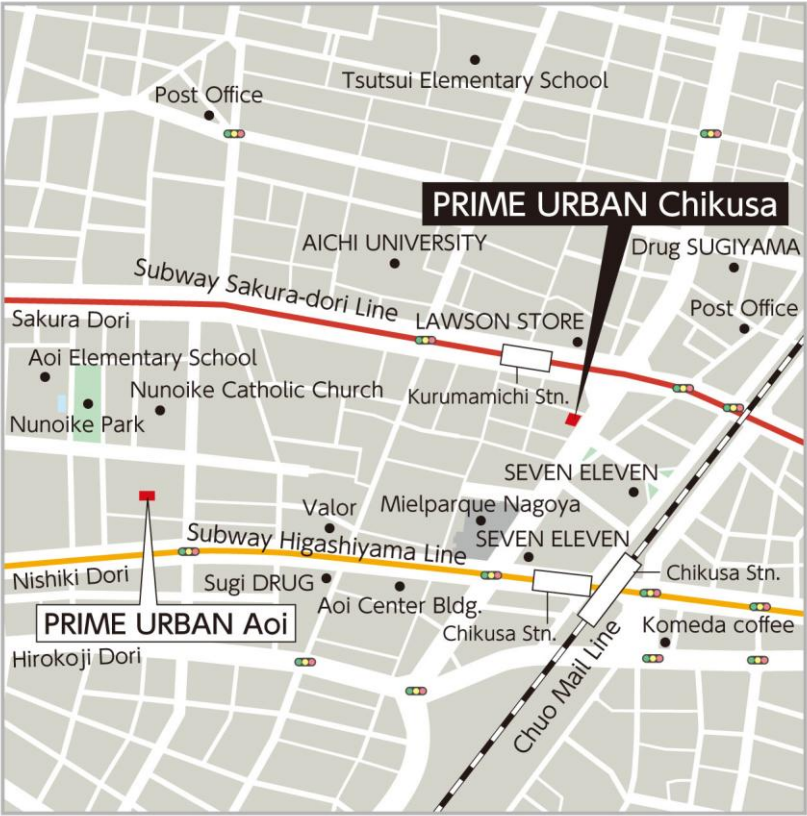 Tsutsui Elementary School
Post Office
PRIME URBAN Chikusa
AICHI UNIVERSITY
Drug SUGIYAMA
Subway Sakura-dori Line
Post Office
Sakura Dori
LAWSON STORE
Aoi Elementary School
Nunoike Catholic Church
Kurumamichi Stn.
Nunoike Park
SEVEN ELEVEN
Valor
Mielparque Nagoya
Subway Higashiyama Line
SEVEN ELEVEN
Nishiki Dori
Sugi DRUG
Chikusa Stn.
Aoi Center Bldg.
PRIME URBAN Aoi
Chikusa Stn.
Komeda coffee
Hirokoji Dori
Chuo Mail Line